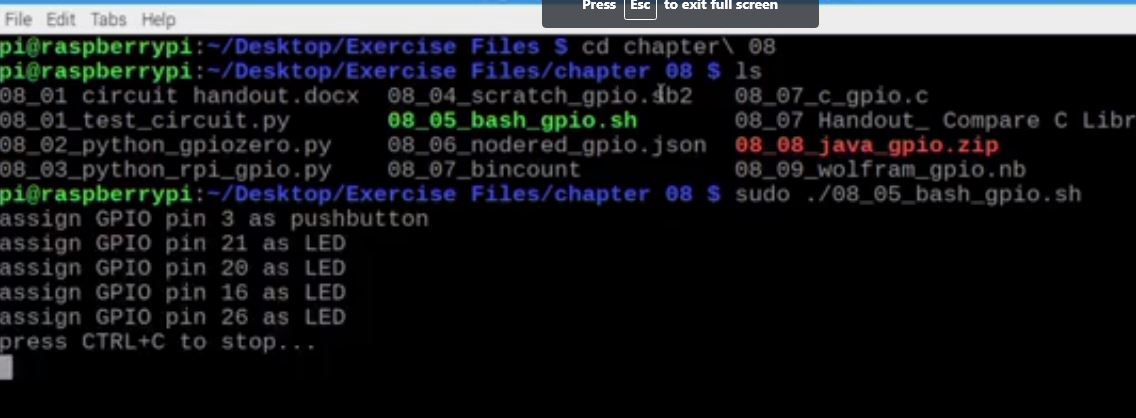 Press Esc to exit full screen
File Edit Tabs Help
pi@raspberrypi:~/Desktop/Exercise Files $ cd chapter\ 08
pi@raspberrypi:~/Desktop/Exercise Files/chapter 08 $ ls
08_01 circuit handout.docx 08_04_scratch_gpio.sb2 08_07_c_gpio.c
08_01_test_circuit.py 08_05_bash_gpio.sh 08_07 Handout_ Compare C Libr
08_02_python_gpiozero.py 08_06_nodered_gpio.json 08_08_java_gpio.zip
08_03_python_rpi_gpio.py 08_07_bincount 08_09_wolfram_gpio.nb
pi@raspberrypi:~/Desktop/Exercise Files/chapter 08 $ sudo ./08_05_bash_gpio.sh
assign GPIO pin 3 as pushbutton
assign GPIO pin 21 as LED
assign GPIO pin 20 as LED
assign GPIO pin 16 as LED
assign GPIO pin 26 as LED
press CTRL+C to stop...